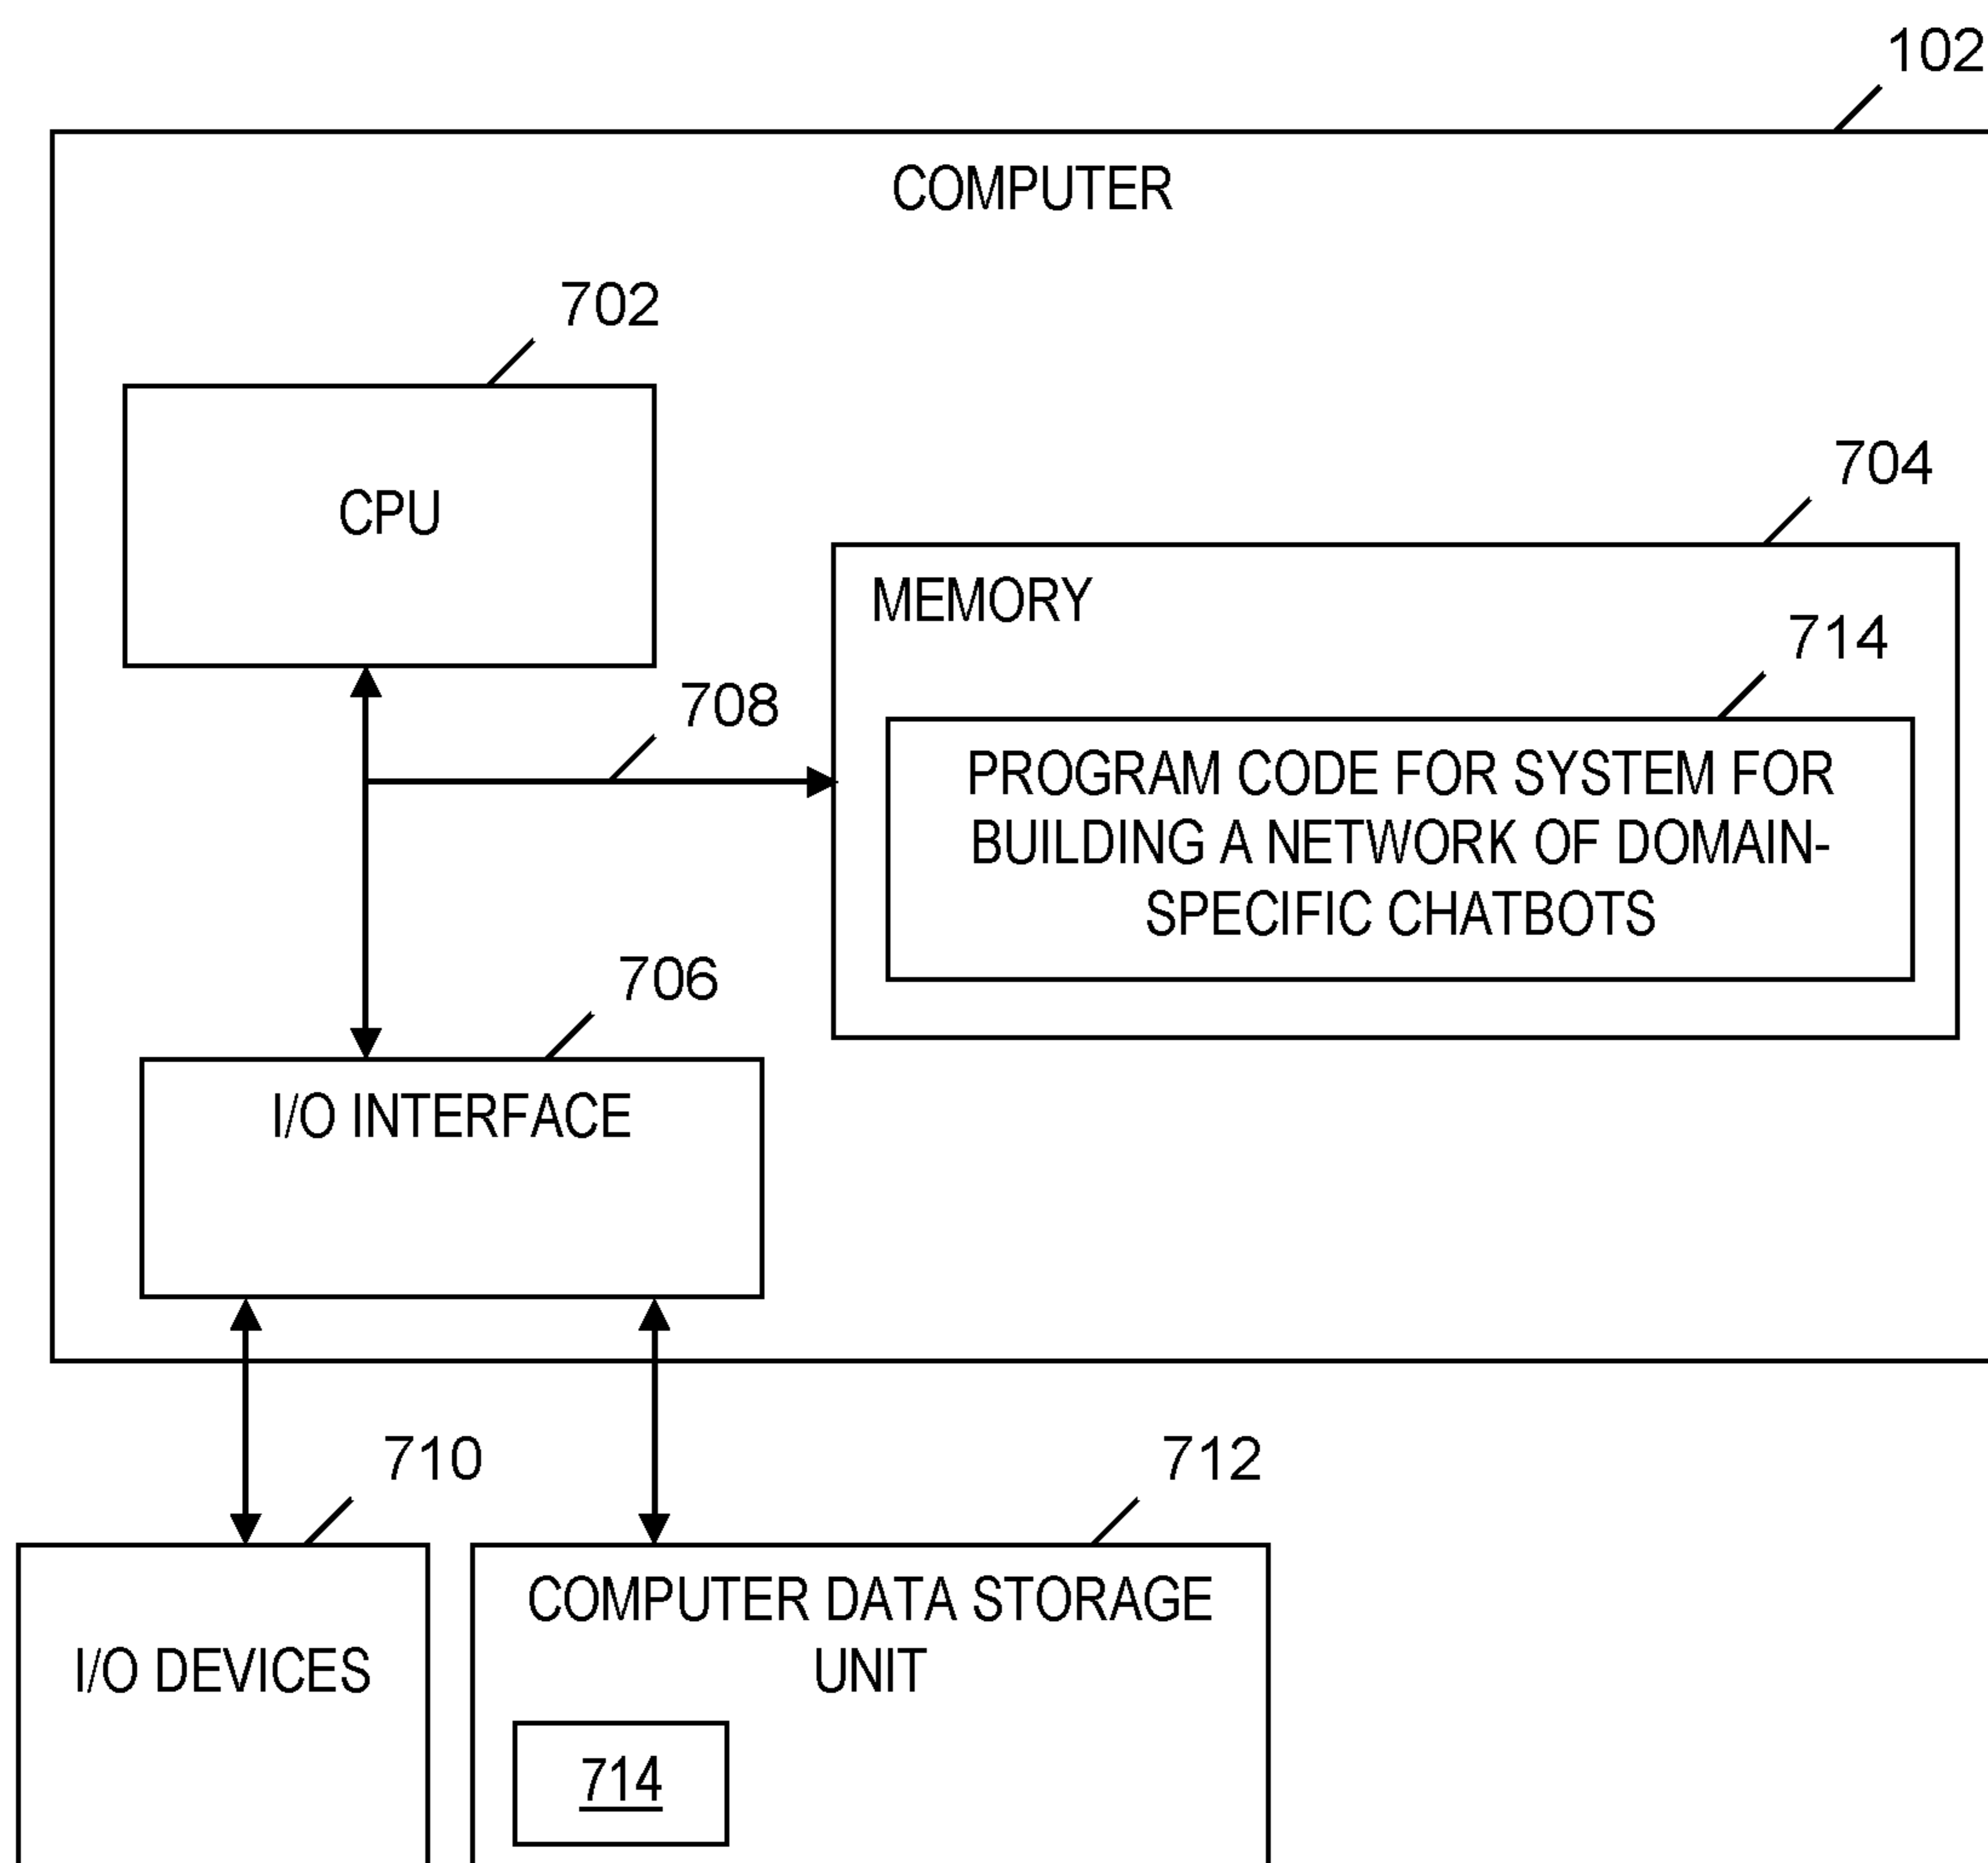 102
COMPUTER
702
CPU
704
MEMORY
714
PROGRAM CODE FOR SYSTEM FOR
BUILDING A NETWORK OF DOMAIN-
SPECIFIC CHATBOTS
708
706
I/O INTERFACE
710
712
I/O DEVICES
COMPUTER DATA STORAGE
UNIT
714